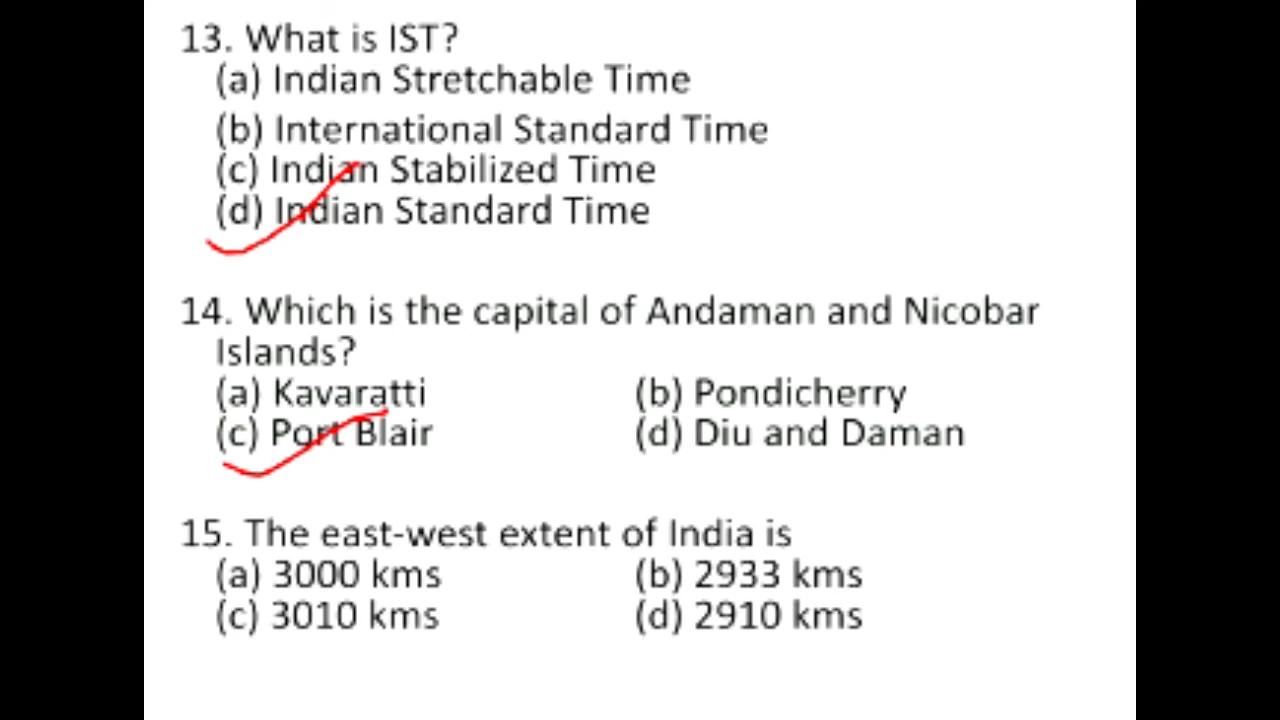 13. What is IST?
(a) Indian Stretchable Time
(b) International Standard Time
(c) Indian Stabilized Time
(d) Indian Standard Time
14. Which is the capital of Andaman and Nicobar
Islands?
(a) Kavaratti (b) Pondicherry
(c) Port Blair (d) Diu and Daman
15. The east-west extent of India is
(a) 3000 kms (b) 2933 kms
(c) 3010 kms (d) 2910 kms